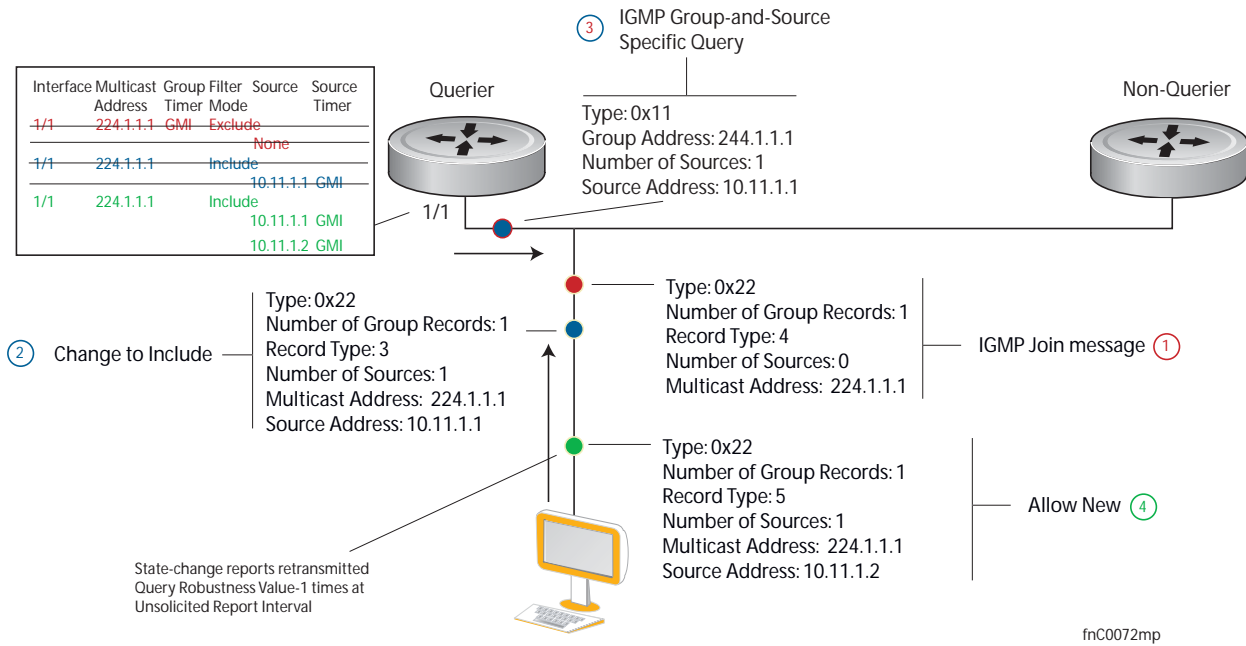 3 IGMP Group-and-Source
Specific Query
Interface Multicast Group Filter Source Source
Address Timer Mode Timer
1/1 224.1.1.1 GMI Exclude
None
1/1 224.1.1.1 Include
10.11.1.1 GMI
1/1 224.1.1.1 Include
10.11.1.1 GMI
10.11.1.2 GMI
Querier
1/1
Type: 0x11
Group Address: 244.1.1.1
Number of Sources: 1
Source Address: 10.11.1.1
Non-Querier
2 Change to Include
Type: 0x22
Number of Group Records: 1
Record Type: 3
Number of Sources: 1
Multicast Address: 224.1.1.1
Source Address: 10.11.1.1
Type: 0x22
Number of Group Records: 1
Record Type: 4
Number of Sources: 0
Multicast Address: 224.1.1.1
IGMP Join message 1
Type: 0x22
Number of Group Records: 1
Record Type: 5
Number of Sources: 1
Multicast Address: 224.1.1.1
Source Address: 10.11.1.2
Allow New 4
State-change reports retransmitted
Query Robustness Value-1 times at
Unsolicited Report Interval
fnC0072mp